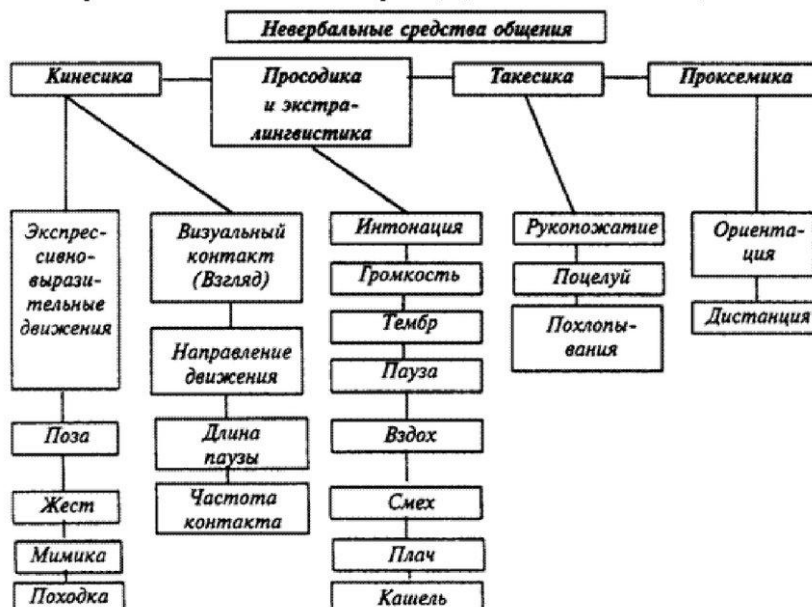 Невербальные средства общения
Кинесика
Просодика
и экстра-
лингвистика
Такесика
Проксемика
Экспрес-
сивно-
вырази-
тельные
движения
Поза
Жест
Мимика
Походка
Визуальный
контакт
(Взгляд)
Направление
движения
Длина
паузы
Частота
контакта
Интонация
Громкость
Тембр
Пауза
Вздох
Смех
Плач
Кашель
Рукопожатие
Поцелуй
Похлопы-
вания
Ориента-
ция
Дистанция